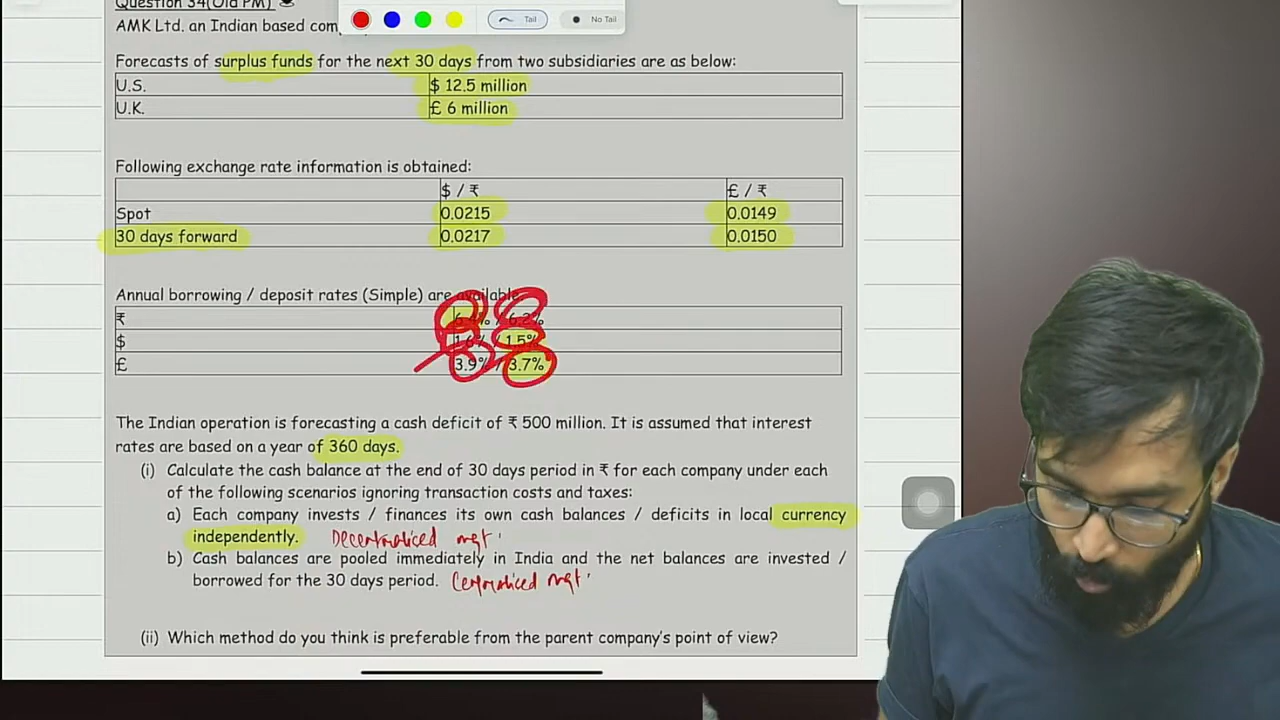 Question 34(Old PM)
AMK Ltd. an Indian based
Tail
No Tail
Forecasts of surplus funds for the next 30 days from two subsidiaries are as below:
U.S. $ 12.5 million
U.K. £ 6 million
Following exchange rate information is obtained:
$ / ₹ £ / ₹
Spot 0.0215 0.0149
30 days forward 0.0217 0.0150
Annual borrowing / deposit rates (Simple) are available
₹ 6.4% / 6.2%
$ 1.6% / 1.5%
£ 3.9% / 3.7%
The Indian operation is forecasting a cash deficit of ₹ 500 million. It is assumed that interest
rates are based on a year of 360 days.
(i) Calculate the cash balance at the end of 30 days period in ₹ for each company under each
of the following scenarios ignoring transaction costs and taxes:
a) Each company invests / finances its own cash balances / deficits in local currency
independently. Decentralised mgt
b) Cash balances are pooled immediately in India and the net balances are invested /
borrowed for the 30 days period. Centralised mgt
(ii) Which method do you think is preferable from the parent company's point of view?